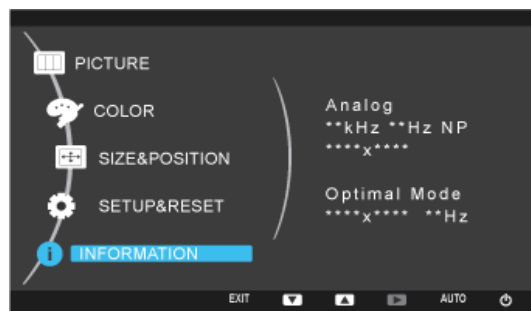 PICTURE
COLOR
SIZE&POSITION
SETUP&RESET
INFORMATION
Analog
**kHz **Hz NP
****x****
Optimal Mode
****x**** **Hz
EXIT AUTO